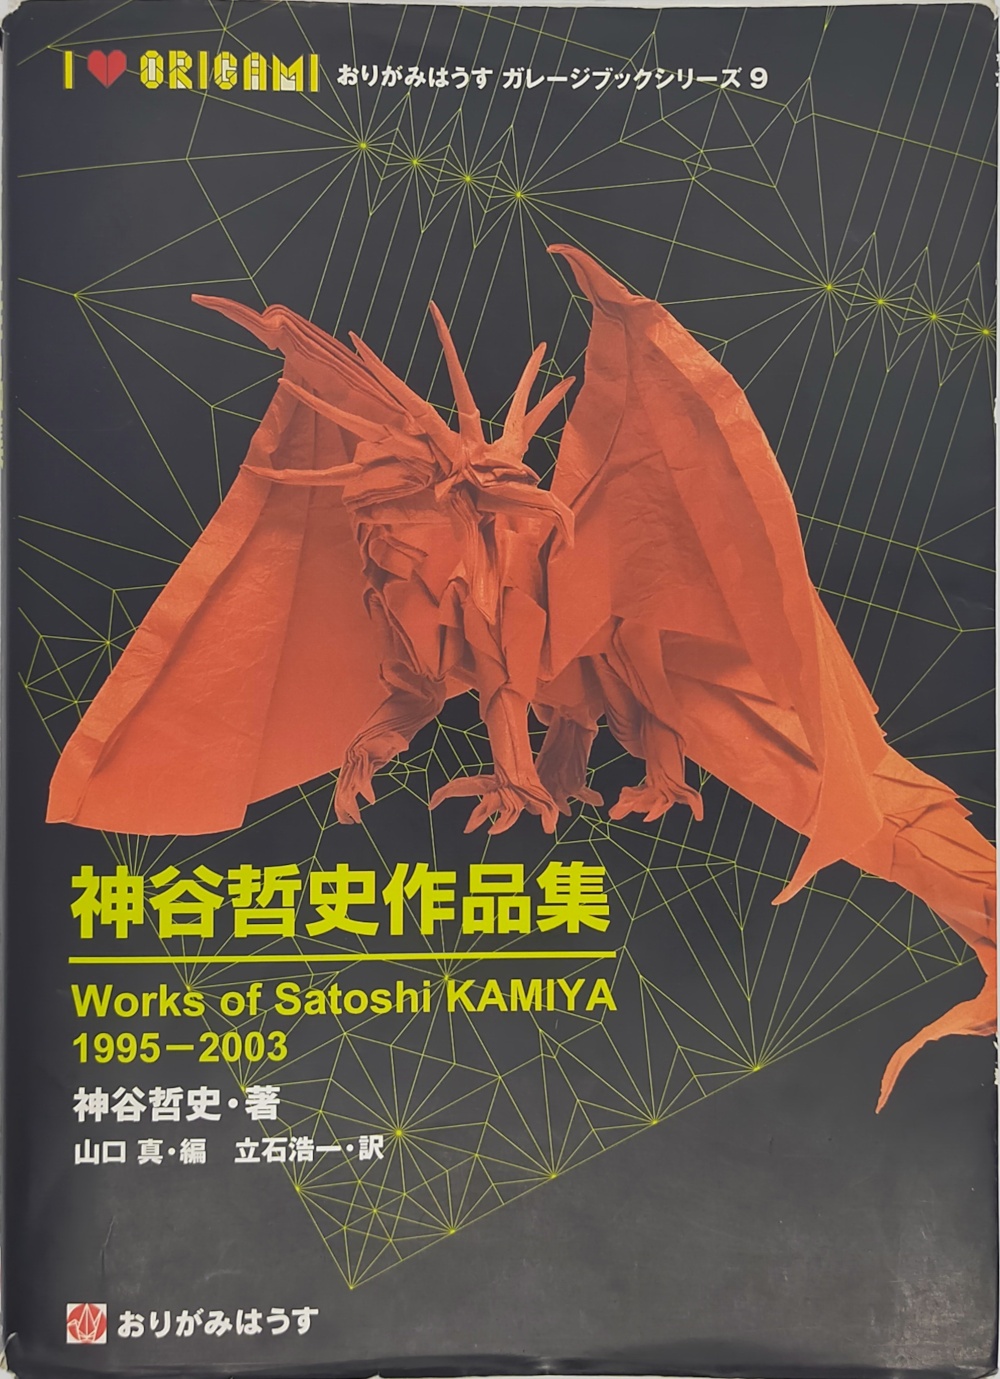 I ♥ ORIGAMI おりがみはうす ガレージブックシリーズ 9
神谷哲史作品集
Works of Satoshi KAMIYA
1995−2003
神谷哲史・著
山口 真・編 立石浩一・訳
おりがみはうす